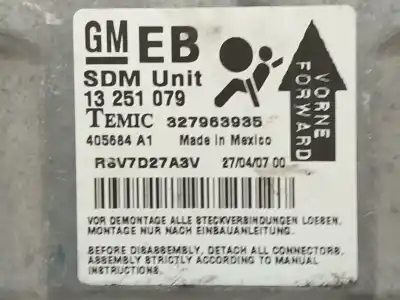 GM EB
SDM Unit
13 251 079
TEMIC 327963935
405684 A1 Made in Mexico
R6V7D27A3V 27/04/07 00
VORNE
FORWARD
VOR DEMONTAGE ALLE STECKVERBINDUNGEN LOESEN.
MONTAGE NUR NACH EINBAUANLEITUNG.
BEFORE DISASSEMBLY, DETACH ALL CONNECTORS.
ASSEMBLY STRICTLY ACCORDING TO MANUAL
INSTRUCTIONS.